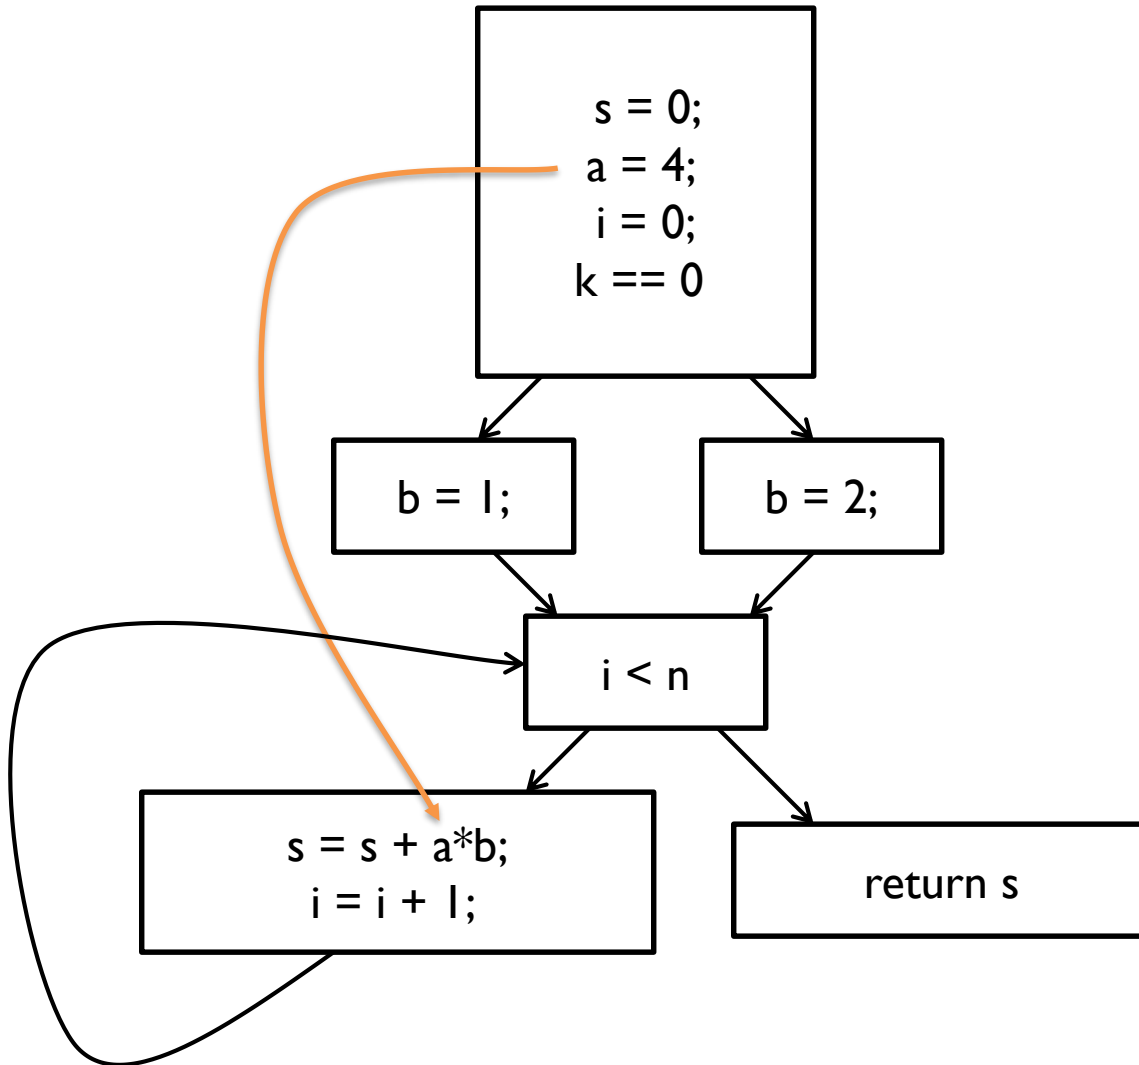 s = 0;
a = 4;
i = 0;
k == 0
b = 1;
b = 2;
i < n
s = s + a*b;
i = i + 1;
return s